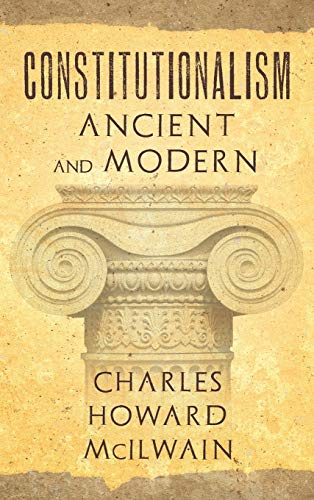 CONSTITUTIONALISM
ANCIENT
AND MODERN
CHARLES
HOWARD
McILWAIN